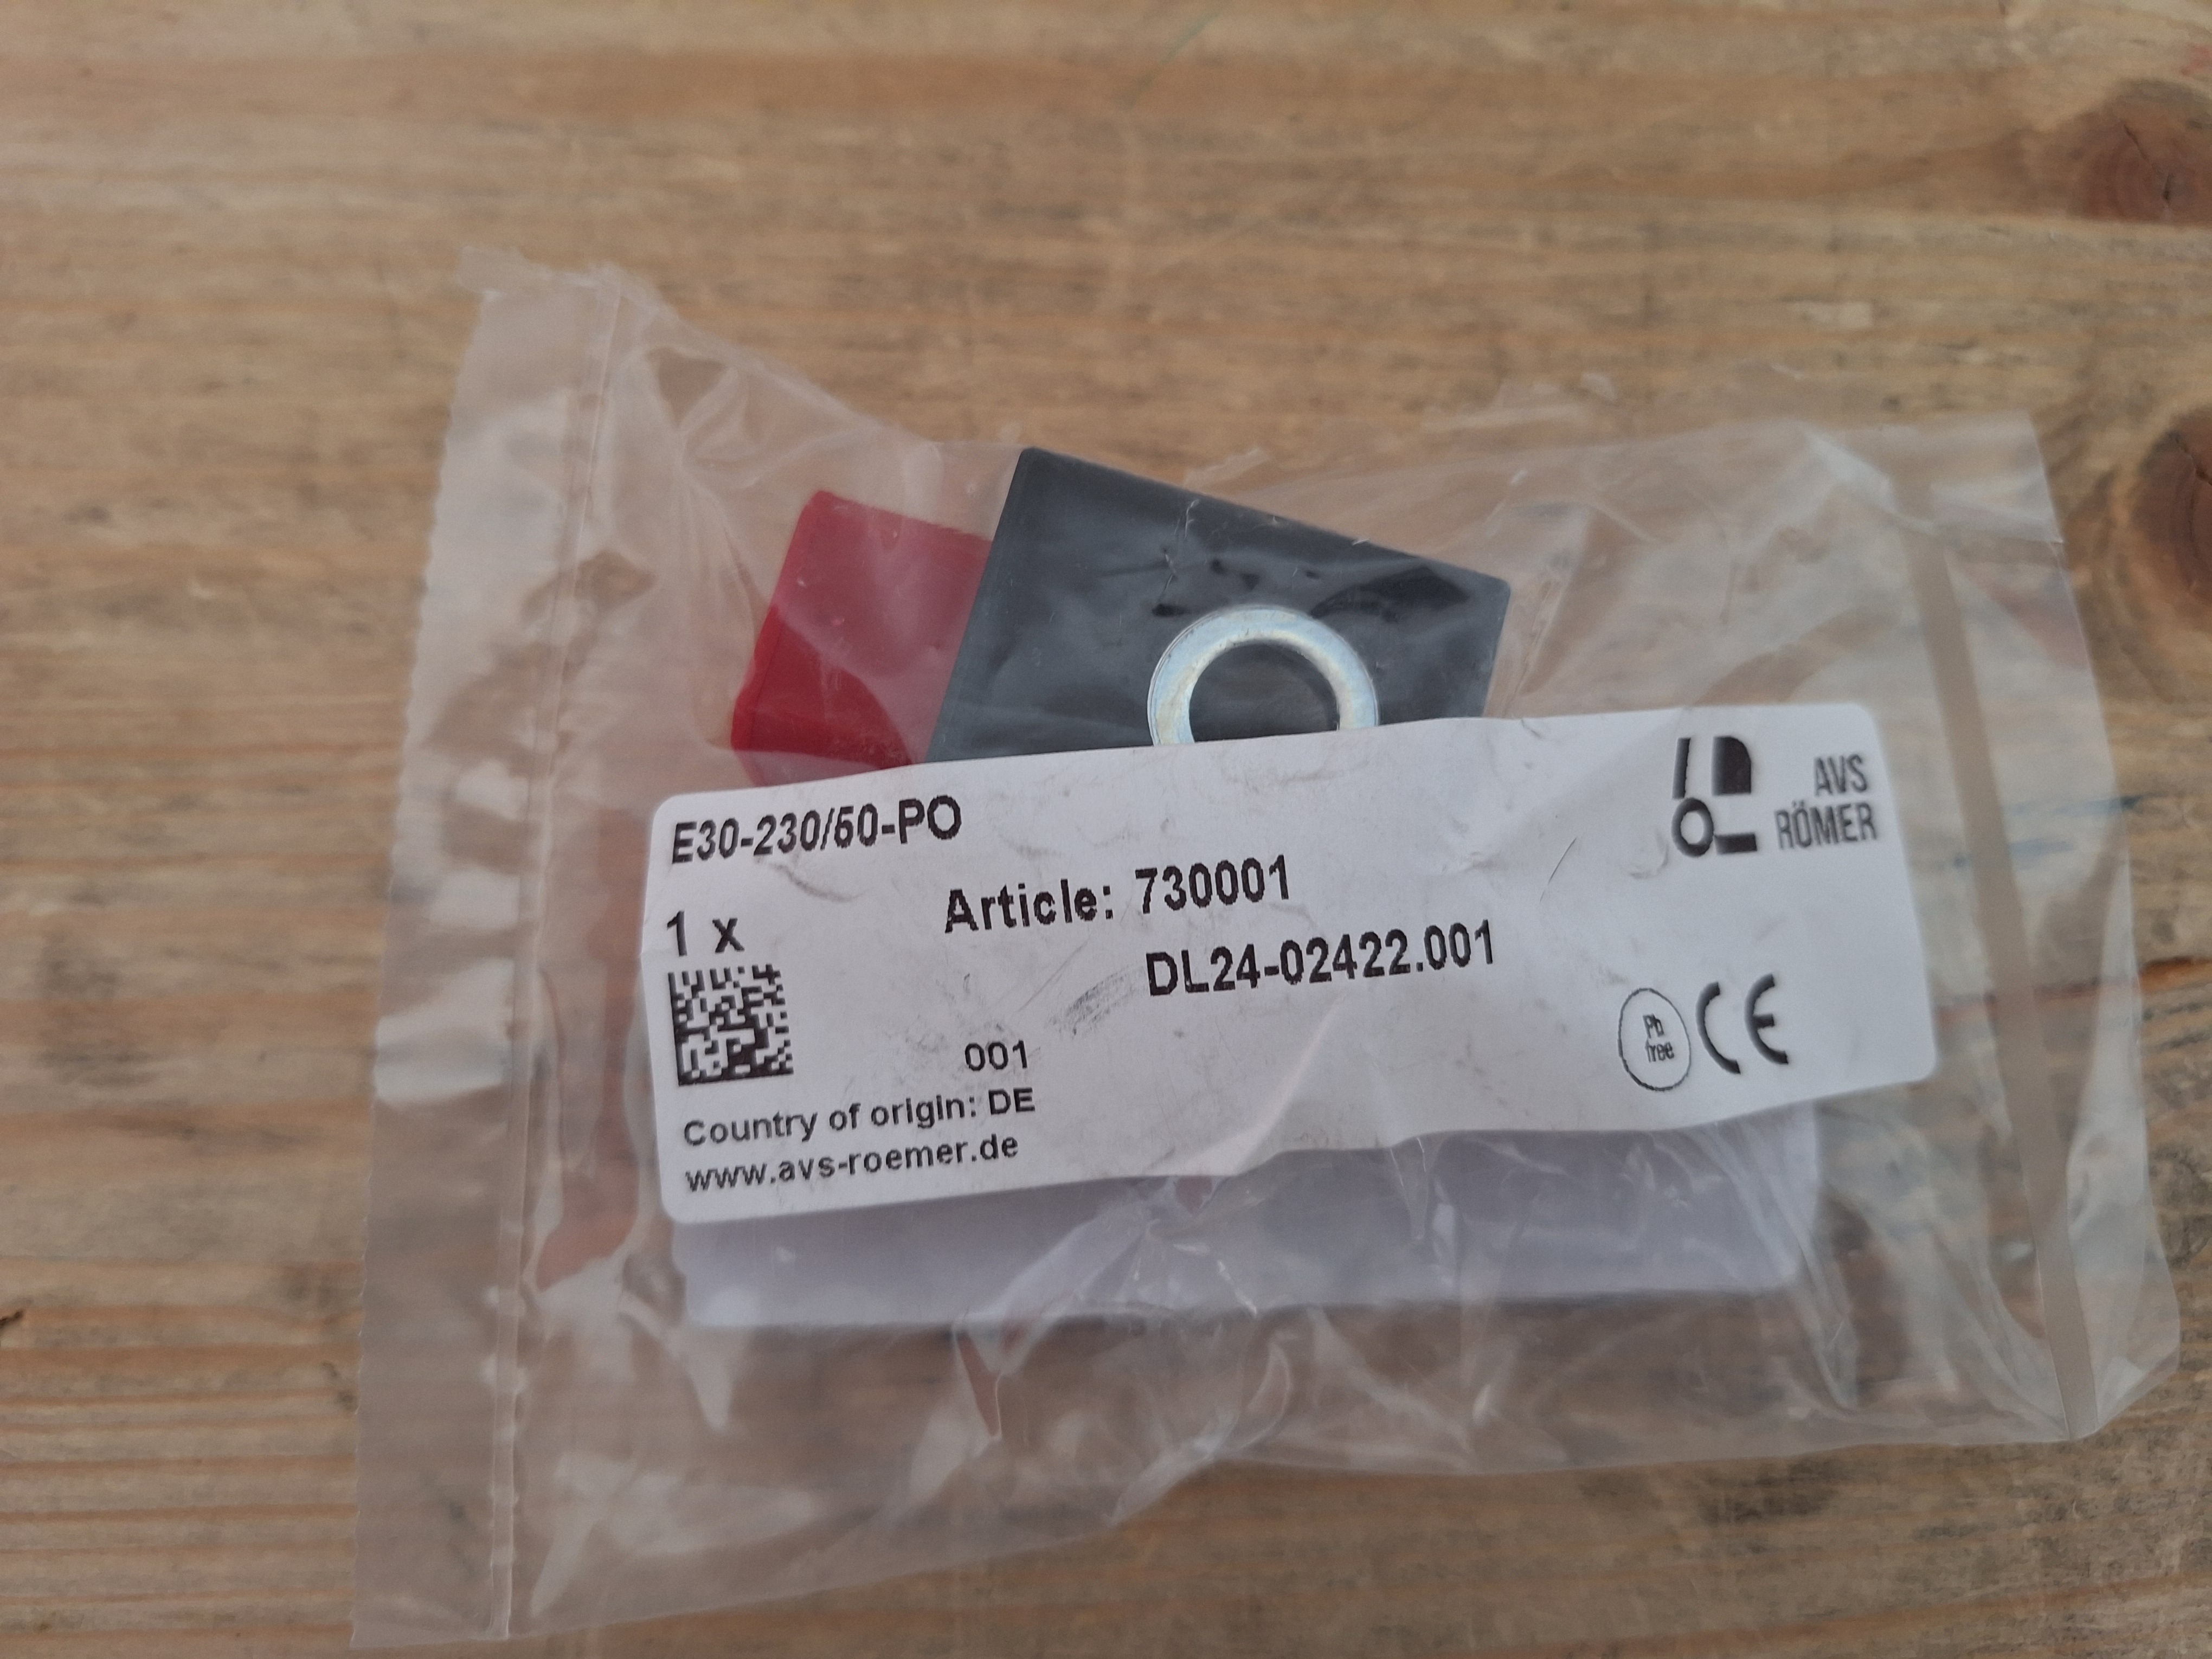 E30-230/50-PO
AVS
RÖMER
Article: 730001
1 x
DL24-02422.001
Pb
free
CE
001
Country of origin: DE
www.avs-roemer.de